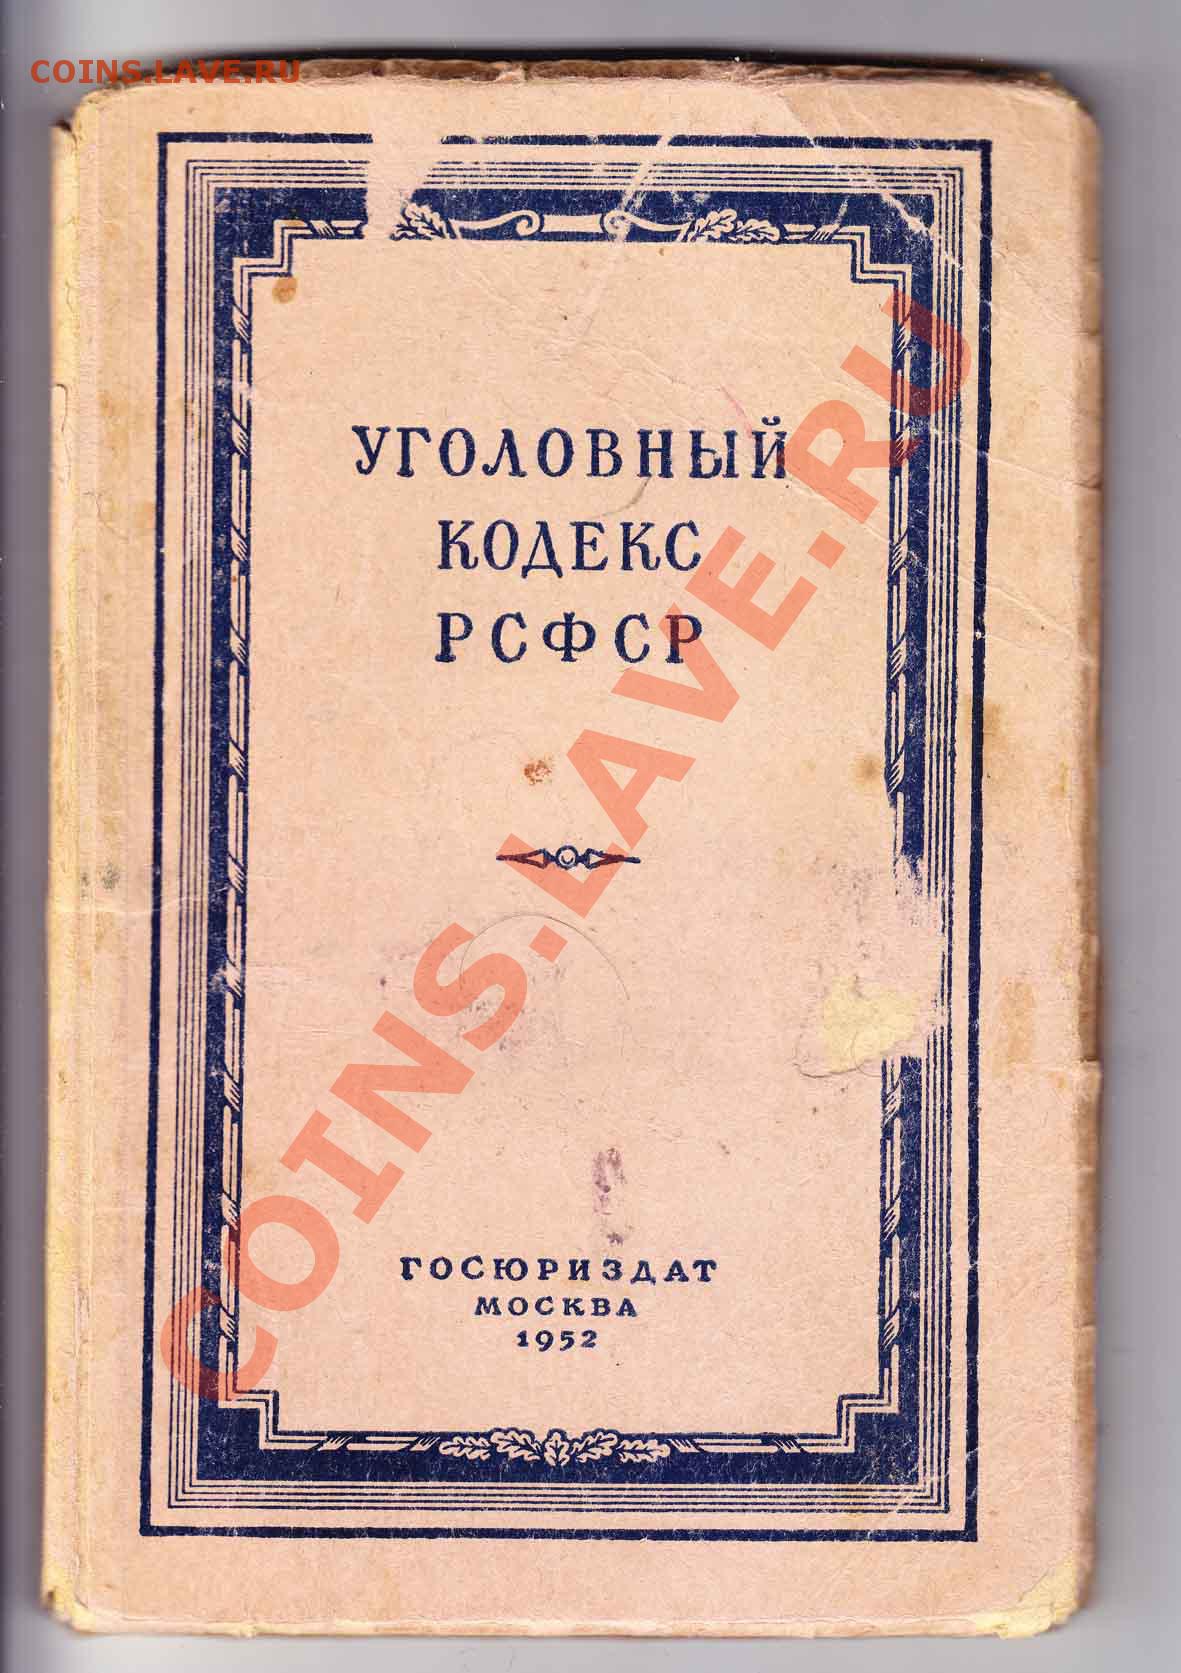 COINS.LAVE.RU
УГОЛОВНЫЙ
КОДЕКС
РСФСР
COINS.LAVE.RU
ГОСЮРИЗДАТ
МОСКВА
1952